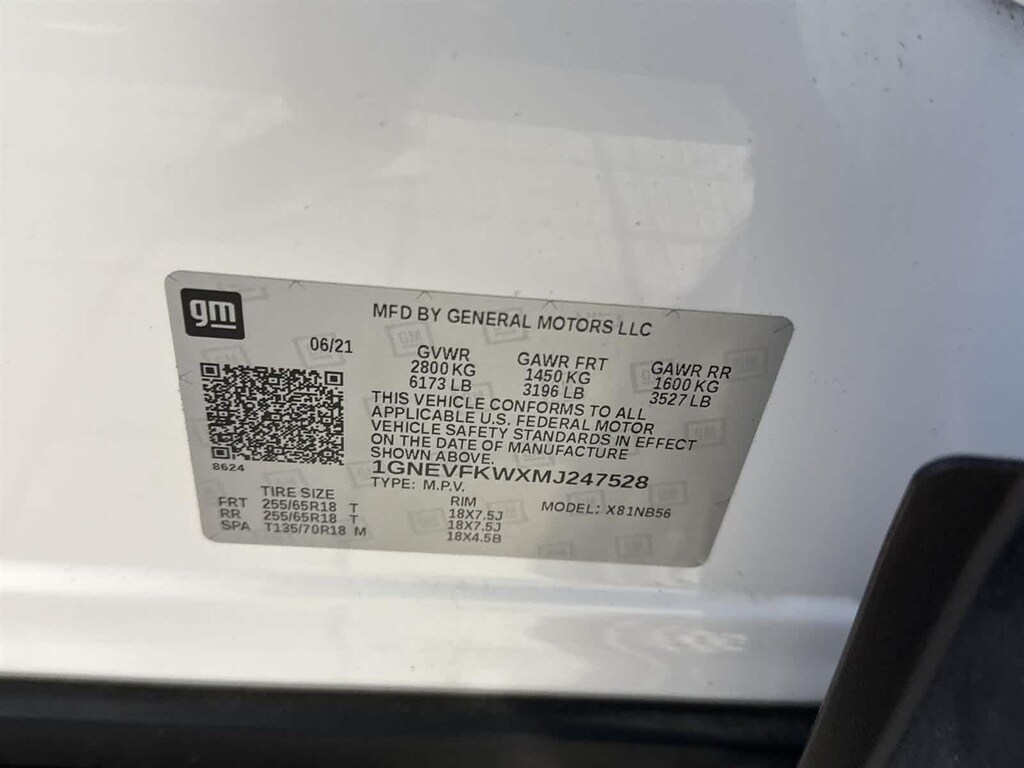 gm
MFD BY GENERAL MOTORS LLC
06/21
GVWR
2800 KG
6173 LB
GAWR FRT
1450 KG
3196 LB
GAWR RR
1600 KG
3527 LB
THIS VEHICLE CONFORMS TO ALL
APPLICABLE U.S. FEDERAL MOTOR
VEHICLE SAFETY STANDARDS IN EFFECT
ON THE DATE OF MANUFACTURE
SHOWN ABOVE.
8624
1GNEVFKWXMJ247528
TYPE: M.P.V.
MODEL: X81NB56
TIRE SIZE RIM
FRT 255/65R18 T 18X7.5J
RR 255/65R18 T 18X7.5J
SPA T135/70R18 M 18X4.5B